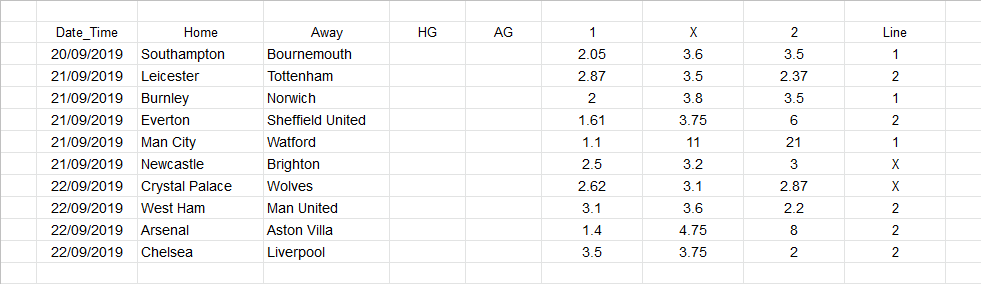 Date_Time Home Away HG AG 1 X 2 Line
20/09/2019 Southampton Bournemouth 2.05 3.6 3.5 1
21/09/2019 Leicester Tottenham 2.87 3.5 2.37 2
21/09/2019 Burnley Norwich 2 3.8 3.5 1
21/09/2019 Everton Sheffield United 1.61 3.75 6 2
21/09/2019 Man City Watford 1.1 11 21 1
21/09/2019 Newcastle Brighton 2.5 3.2 3 X
22/09/2019 Crystal Palace Wolves 2.62 3.1 2.87 X
22/09/2019 West Ham Man United 3.1 3.6 2.2 2
22/09/2019 Arsenal Aston Villa 1.4 4.75 8 2
22/09/2019 Chelsea Liverpool 3.5 3.75 2 2